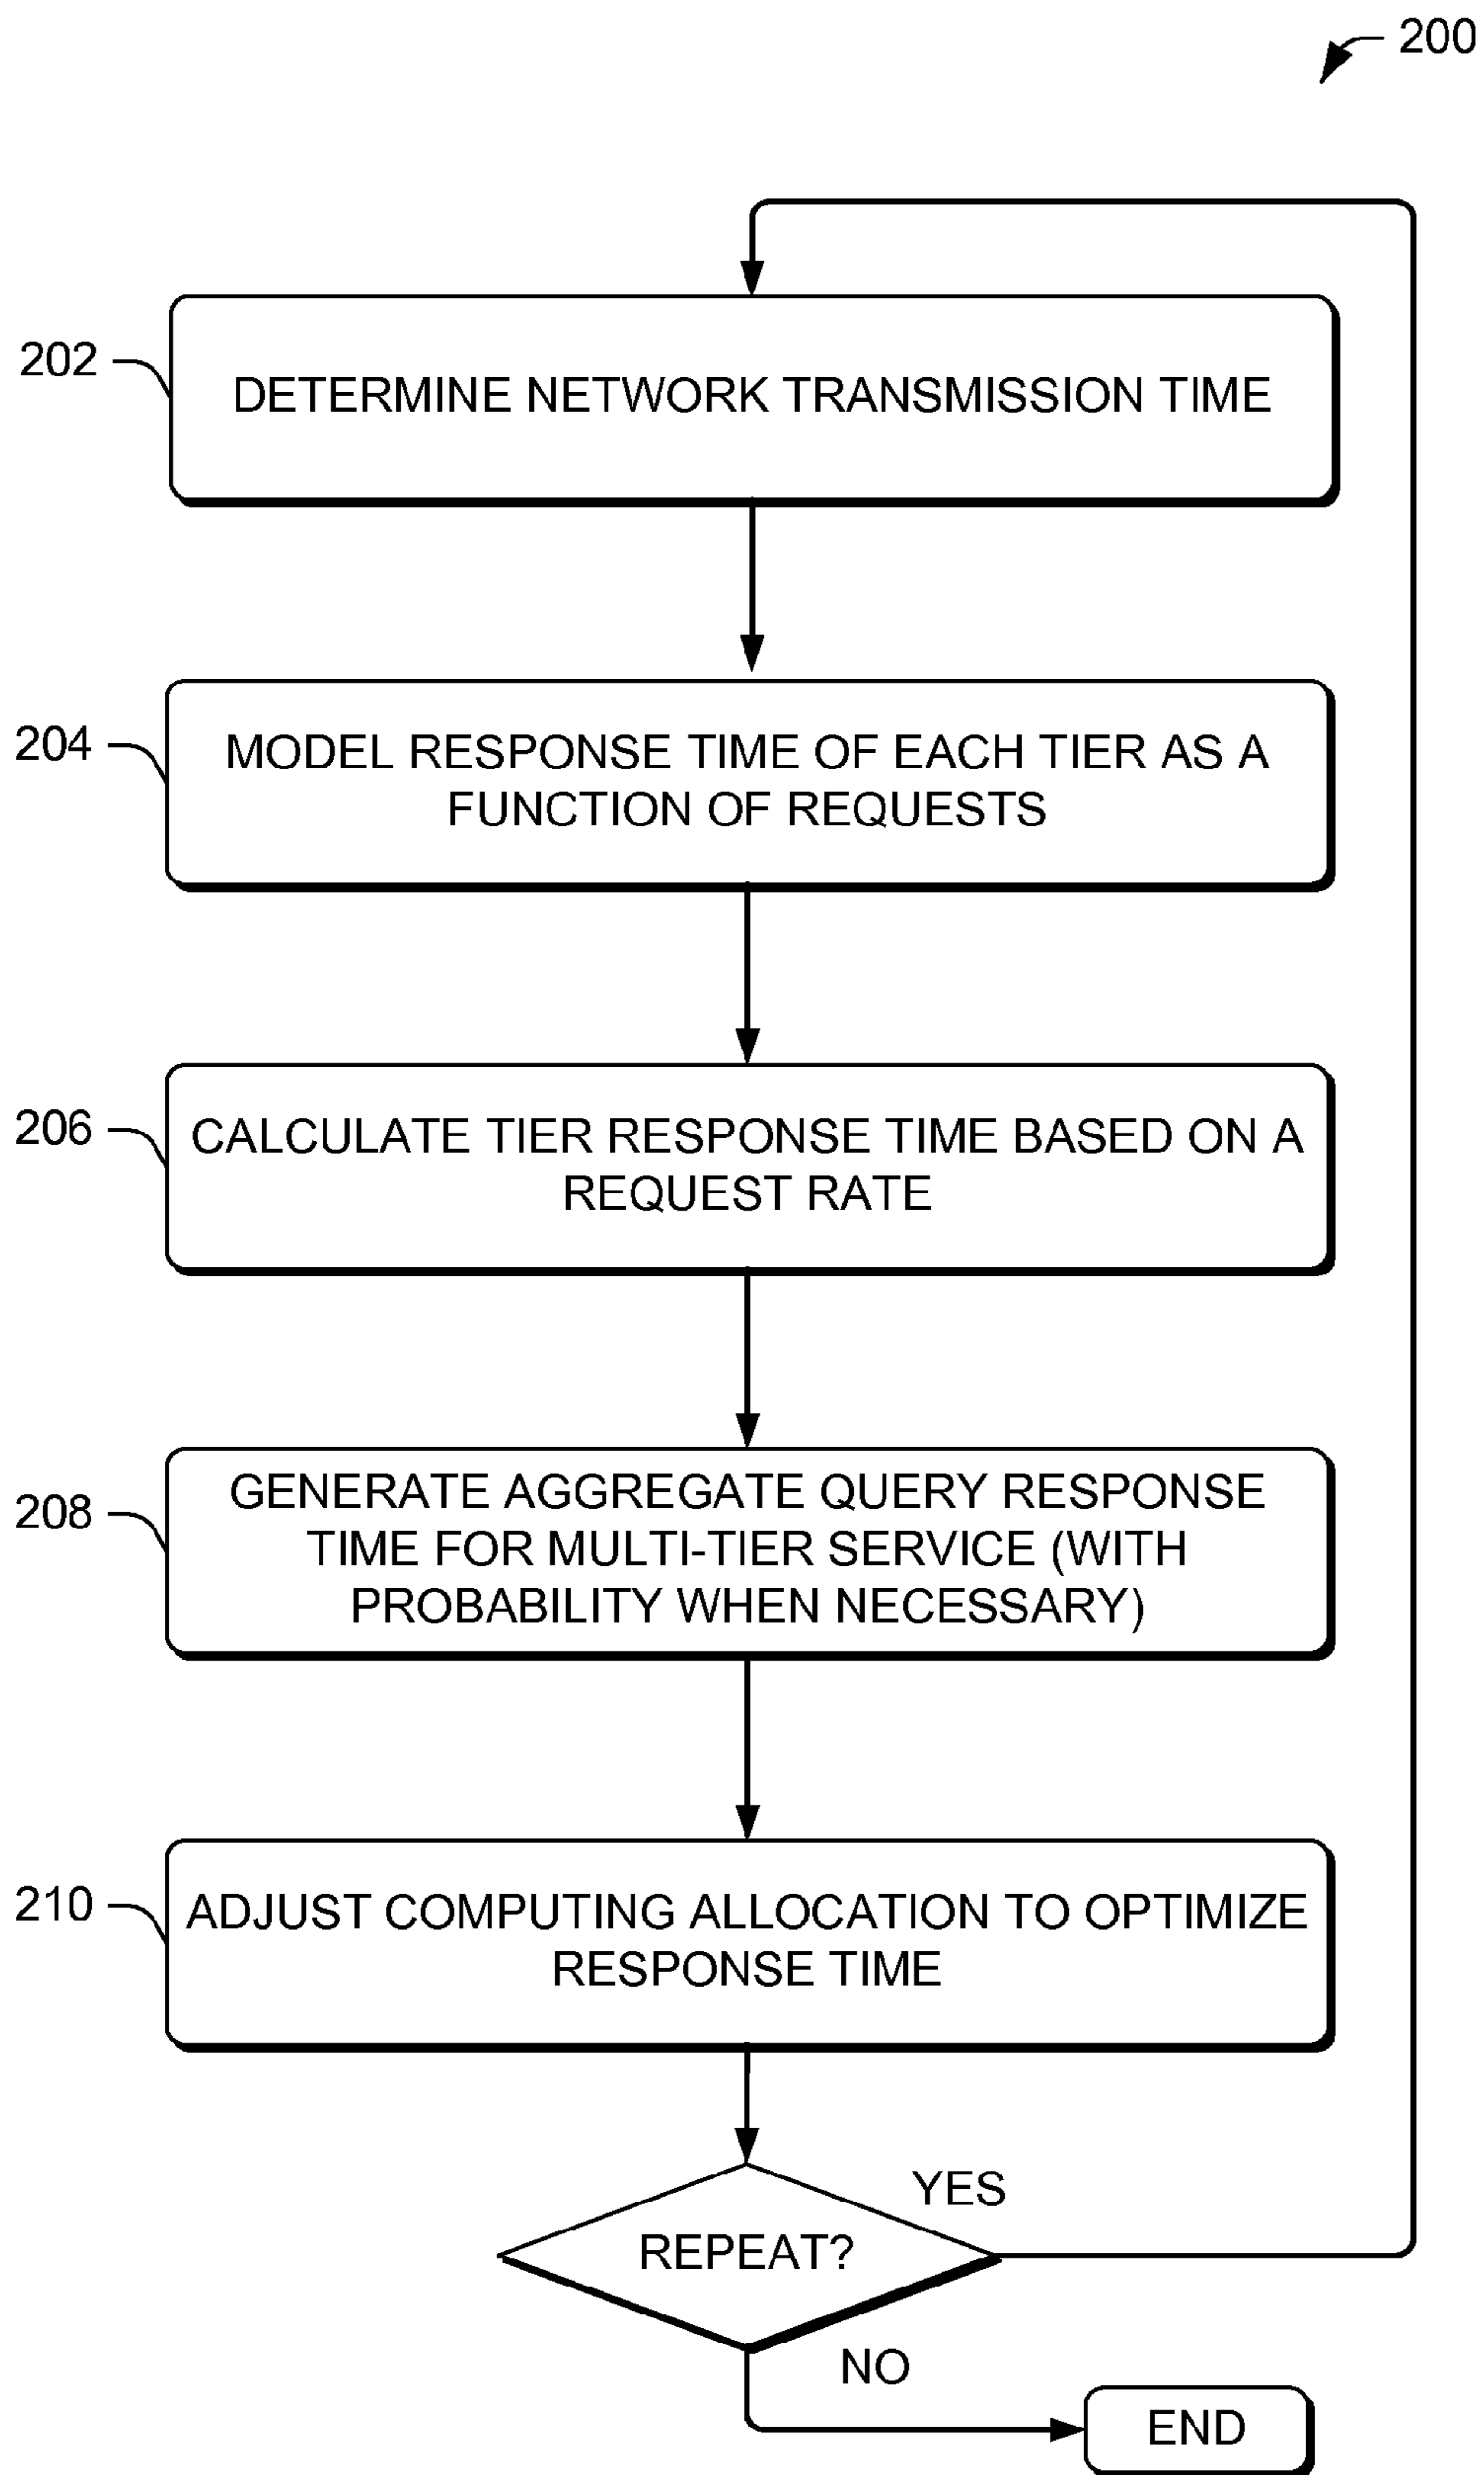 200
202
DETERMINE NETWORK TRANSMISSION TIME
204
MODEL RESPONSE TIME OF EACH TIER AS A
FUNCTION OF REQUESTS
206
CALCULATE TIER RESPONSE TIME BASED ON A
REQUEST RATE
208
GENERATE AGGREGATE QUERY RESPONSE
TIME FOR MULTI-TIER SERVICE (WITH
PROBABILITY WHEN NECESSARY)
210
ADJUST COMPUTING ALLOCATION TO OPTIMIZE
RESPONSE TIME
YES
REPEAT?
NO
END